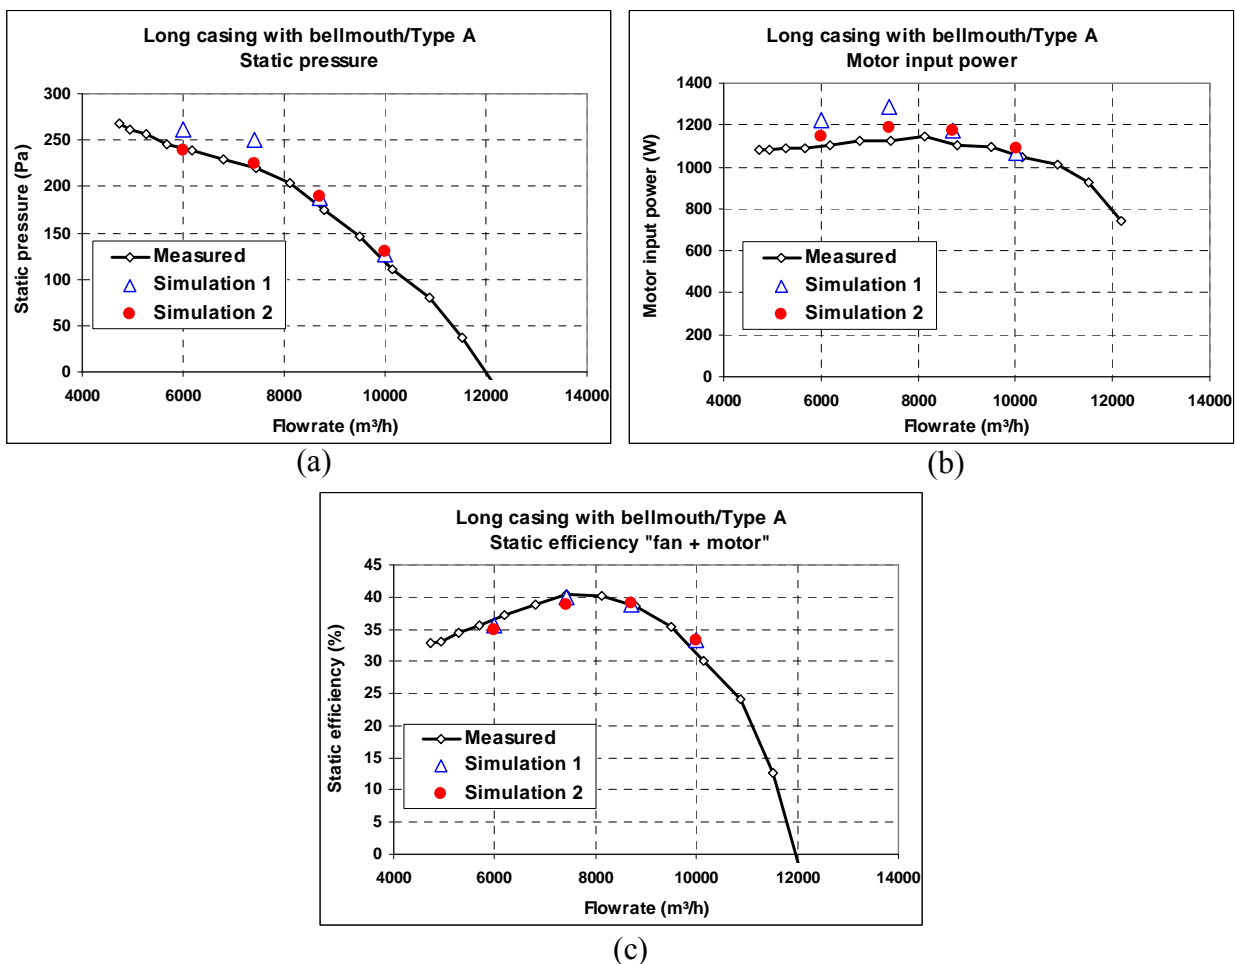 Long casing with bellmouth/Type A
Static pressure
300
250
200
150
100
50
0
Static pressure (Pa)
Measured
Simulation 1
Simulation 2
4000 6000 8000 10000 12000 14000
Flowrate (m³/h)
(a)
Long casing with bellmouth/Type A
Motor input power
1400
1200
1000
800
600
400
200
0
Motor input power (W)
Measured
Simulation 1
Simulation 2
4000 6000 8000 10000 12000 14000
Flowrate (m³/h)
(b)
Long casing with bellmouth/Type A
Static efficiency "fan + motor"
45
40
35
30
25
20
15
10
5
0
Static efficiency (%)
Measured
Simulation 1
Simulation 2
4000 6000 8000 10000 12000 14000
Flowrate (m³/h)
(c)